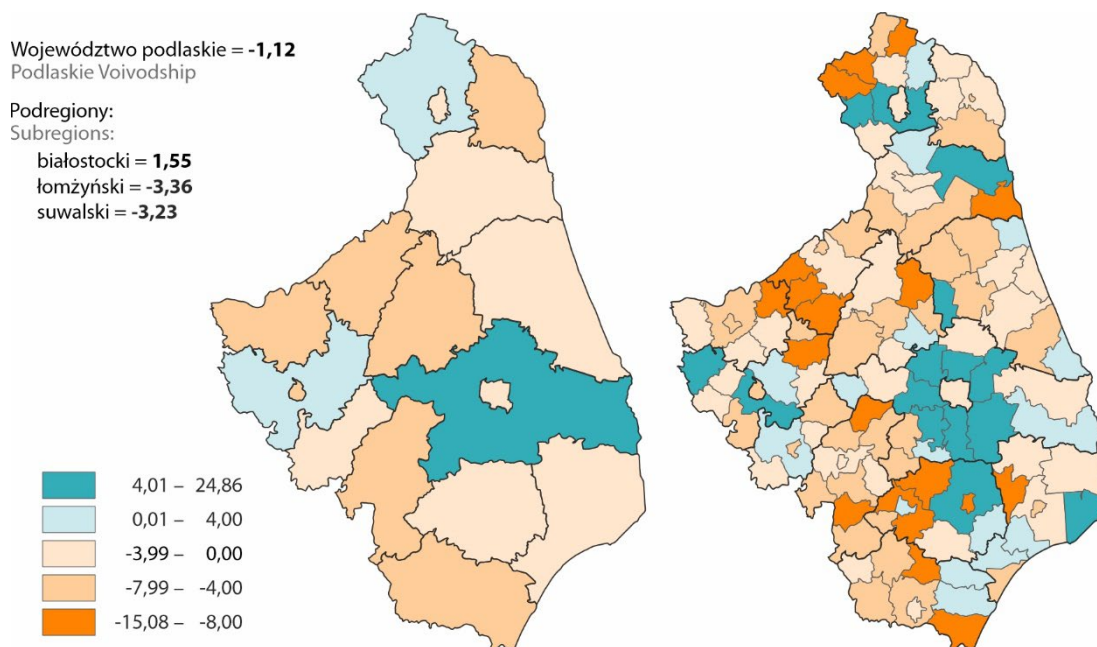 Województwo podlaskie = -1,12
Podlaskie Voivodship
Podregiony:
Subregions:
białostocki = 1,55
łomżyński = -3,36
suwalski = -3,23
4,01 – 24,86
0,01 – 4,00
-3,99 – 0,00
-7,99 – -4,00
-15,08 – -8,00